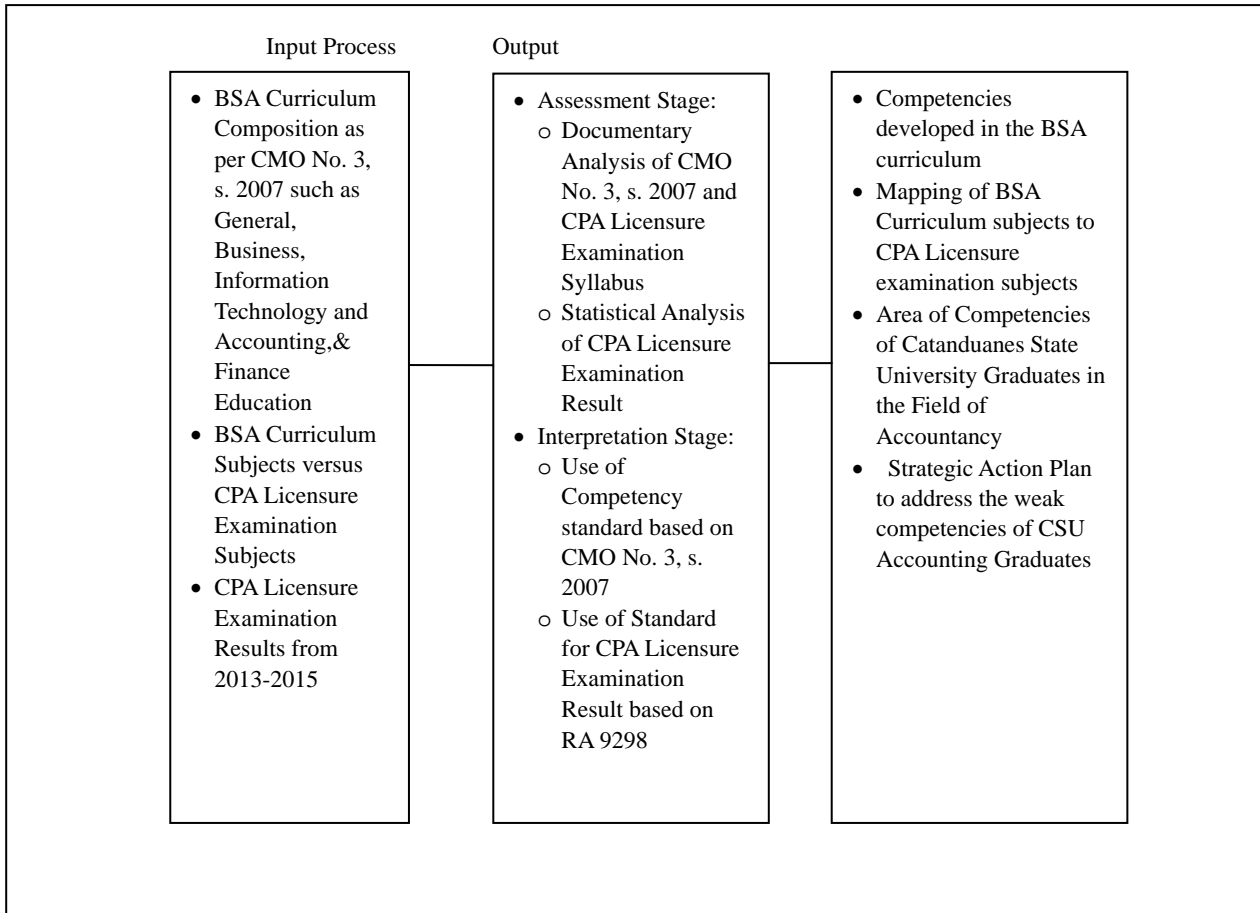 Input Process Output
• BSA Curriculum
Composition as
per CMO No. 3,
s. 2007 such as
General,
Business,
Information
Technology and
Accounting,&
Finance
Education
• BSA Curriculum
Subjects versus
CPA Licensure
Examination
Subjects
• CPA Licensure
Examination
Results from
2013-2015
• Assessment Stage:
o Documentary
Analysis of CMO
No. 3, s. 2007 and
CPA Licensure
Examination
Syllabus
o Statistical Analysis
of CPA Licensure
Examination
Result
• Interpretation Stage:
o Use of
Competency
standard based on
CMO No. 3, s.
2007
o Use of Standard
for CPA Licensure
Examination
Result based on
RA 9298
• Competencies
developed in the BSA
curriculum
• Mapping of BSA
Curriculum subjects to
CPA Licensure
examination subjects
• Area of Competencies
of Catanduanes State
University Graduates in
the Field of
Accountancy
• Strategic Action Plan
to address the weak
competencies of CSU
Accounting Graduates